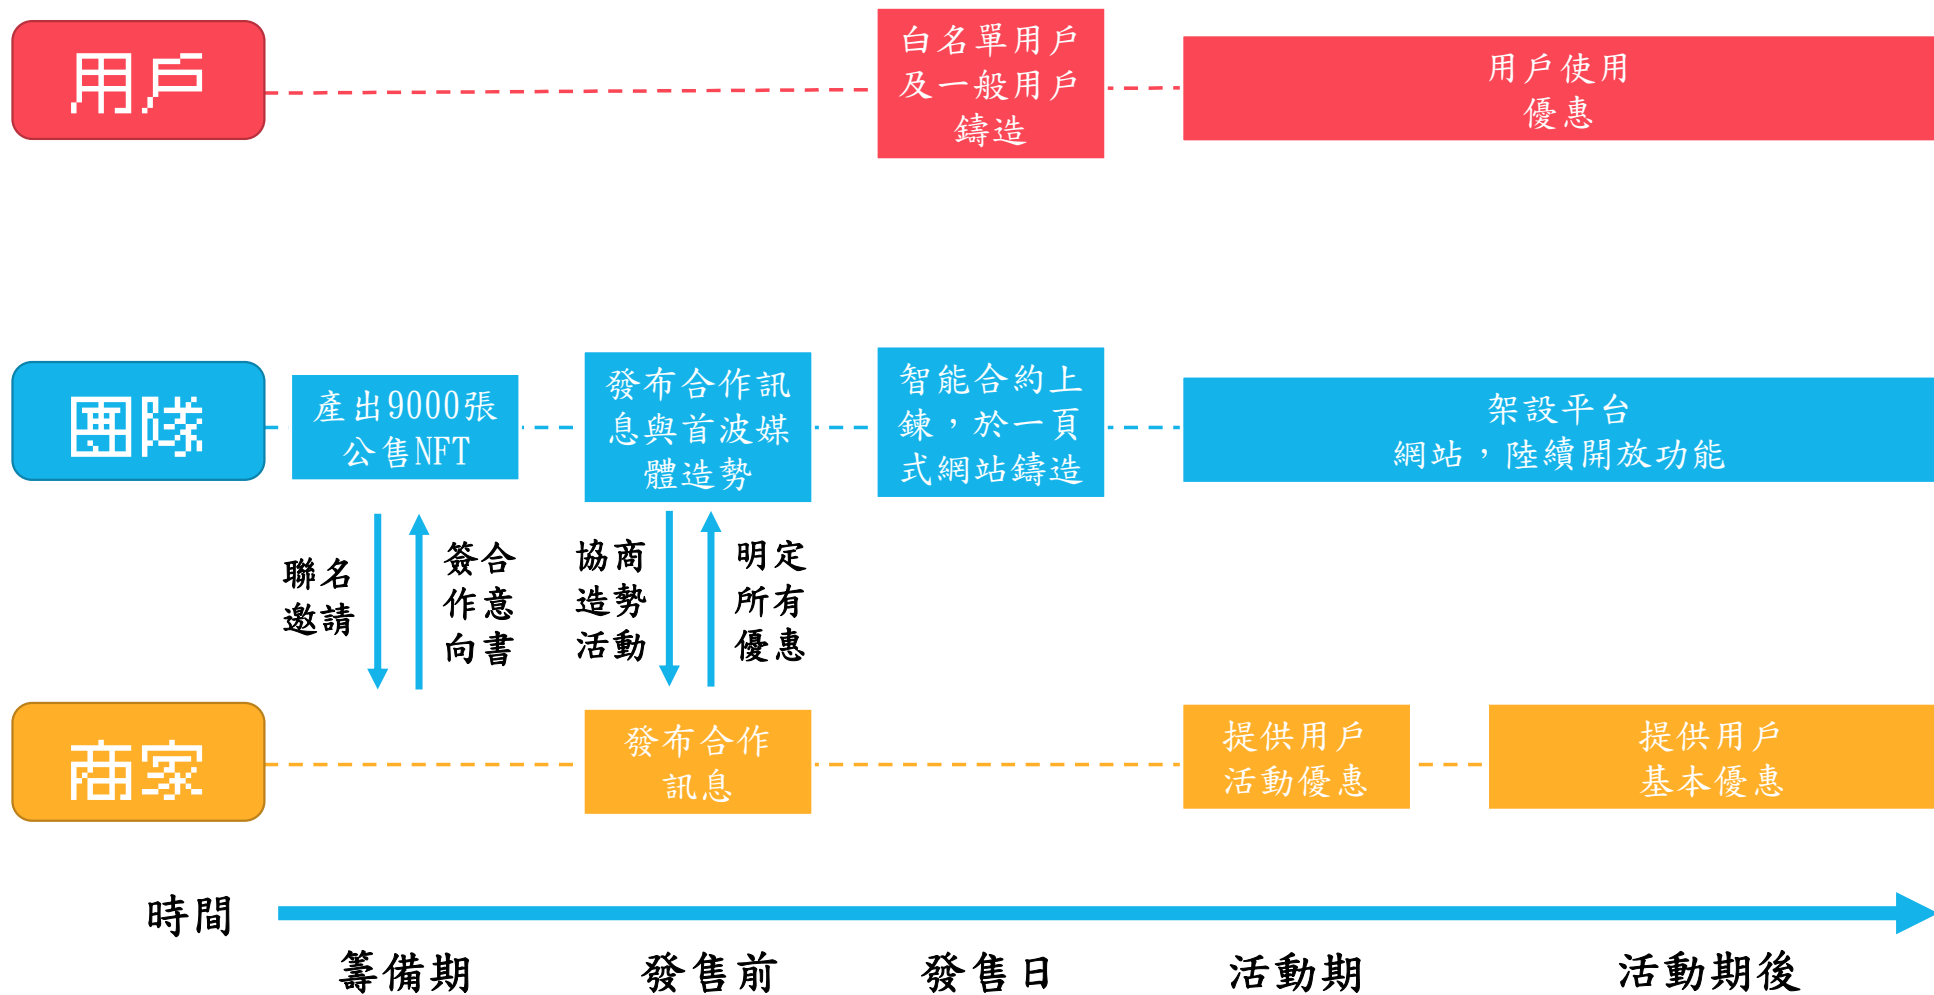 用戶
白名單用戶
及一般用戶
鑄造
用戶使用
優惠
團隊
產出9000張
公售NFT
發布合作訊
息與首波媒
體造勢
智能合約上
鍊，於一頁
式網站鑄造
架設平台
網站，陸續開放功能
聯名
邀請
簽合
作意
向書
協商
造勢
活動
明定
所有
優惠
商家
發布合作
訊息
提供用戶
活動優惠
提供用戶
基本優惠
時間
籌備期
發售前
發售日
活動期
活動期後